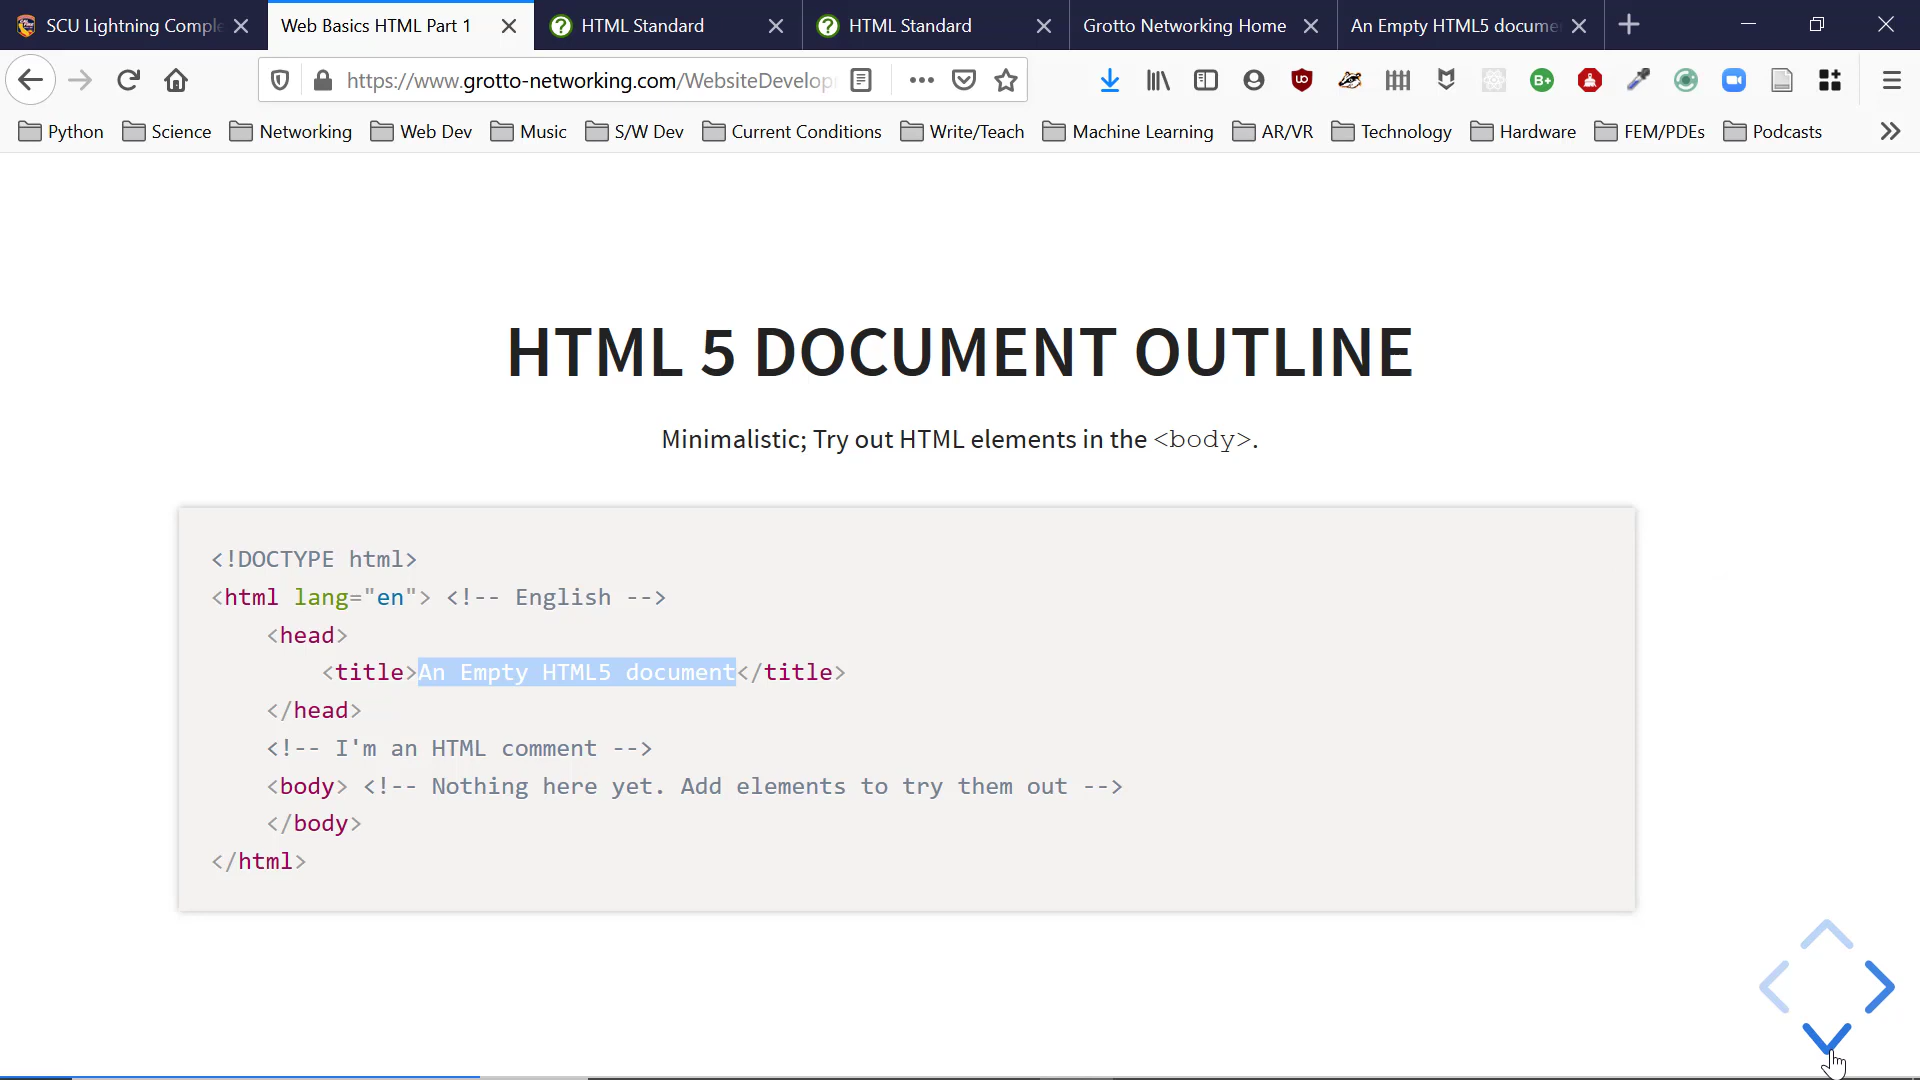 SCU Lightning Comple
Web Basics HTML Part 1
HTML Standard
HTML Standard
Grotto Networking Home
An Empty HTML5 docume
https://www.grotto-networking.com/WebsiteDevelopm
Python
Science
Networking
Web Dev
Music
S/W Dev
Current Conditions
Write/Teach
Machine Learning
AR/VR
Technology
Hardware
FEM/PDEs
Podcasts
HTML 5 DOCUMENT OUTLINE
Minimalistic; Try out HTML elements in the <body>.
<!DOCTYPE html>
<html lang="en"> <!-- English -->
<head>
<title>An Empty HTML5 document</title>
</head>
<!-- I'm an HTML comment -->
<body> <!-- Nothing here yet. Add elements to try them out -->
</body>
</html>